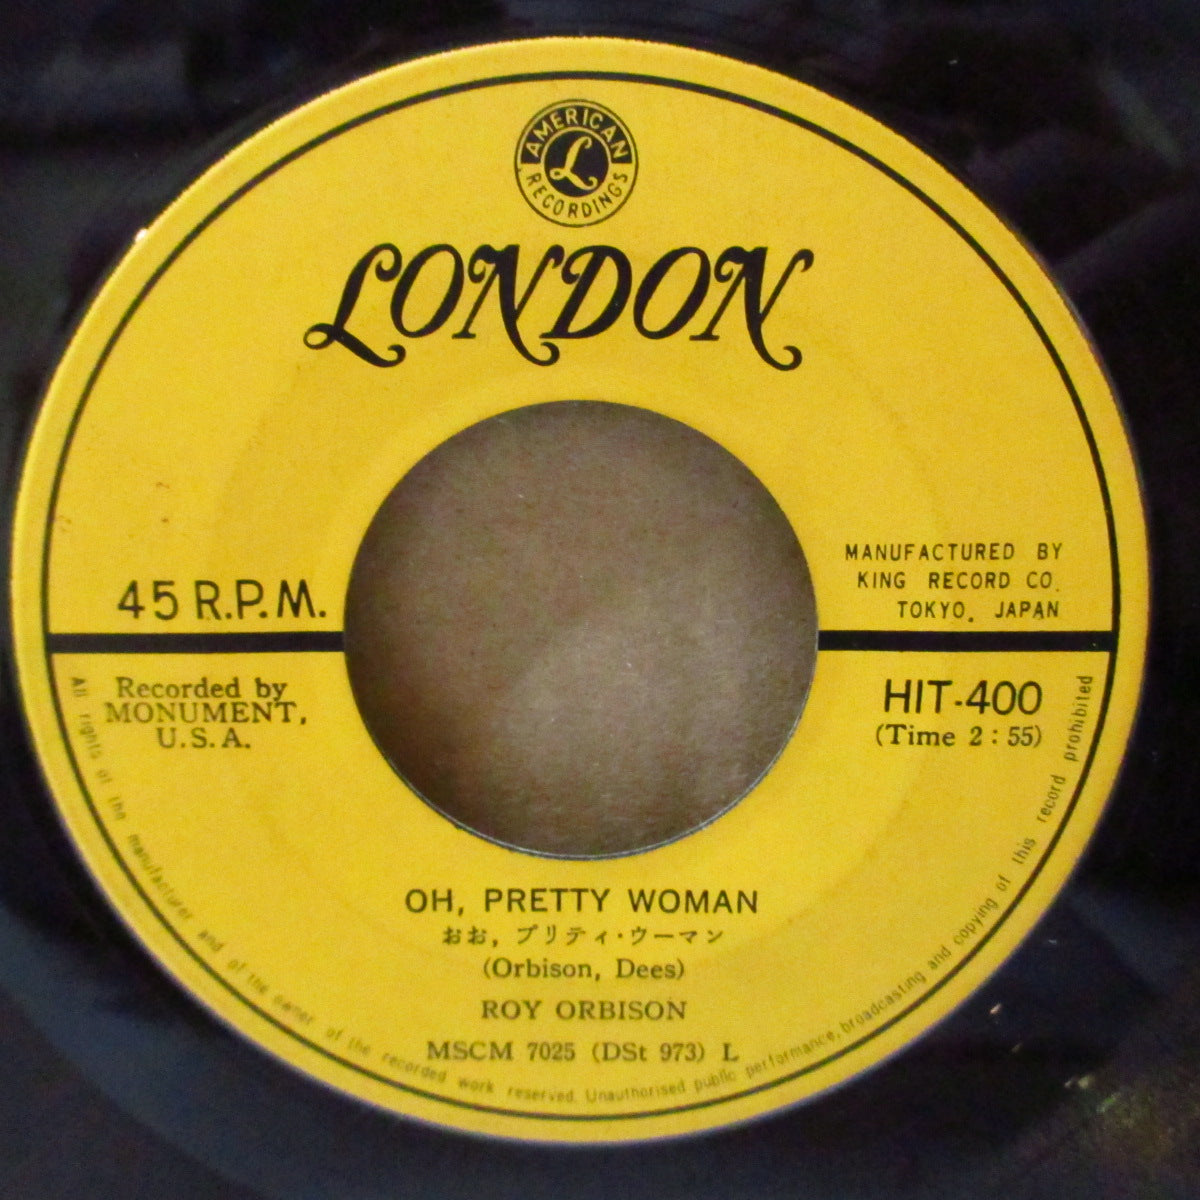 AMERICAN RECORDINGS
L
LONDON
45 R.P.M.
MANUFACTURED BY
KING RECORD CO.
TOKYO, JAPAN
Recorded by
MONUMENT,
U.S.A.
HIT-400
(Time 2:55)
OH, PRETTY WOMAN
おお，プリティ・ウーマン
(Orbison, Dees)
ROY ORBISON
MSCM 7025 (DSt 973) L
All rights of the manufacturer and of the owner of the recorded work reserved. Unauthorised public performance, broadcasting and copying of this record prohibited